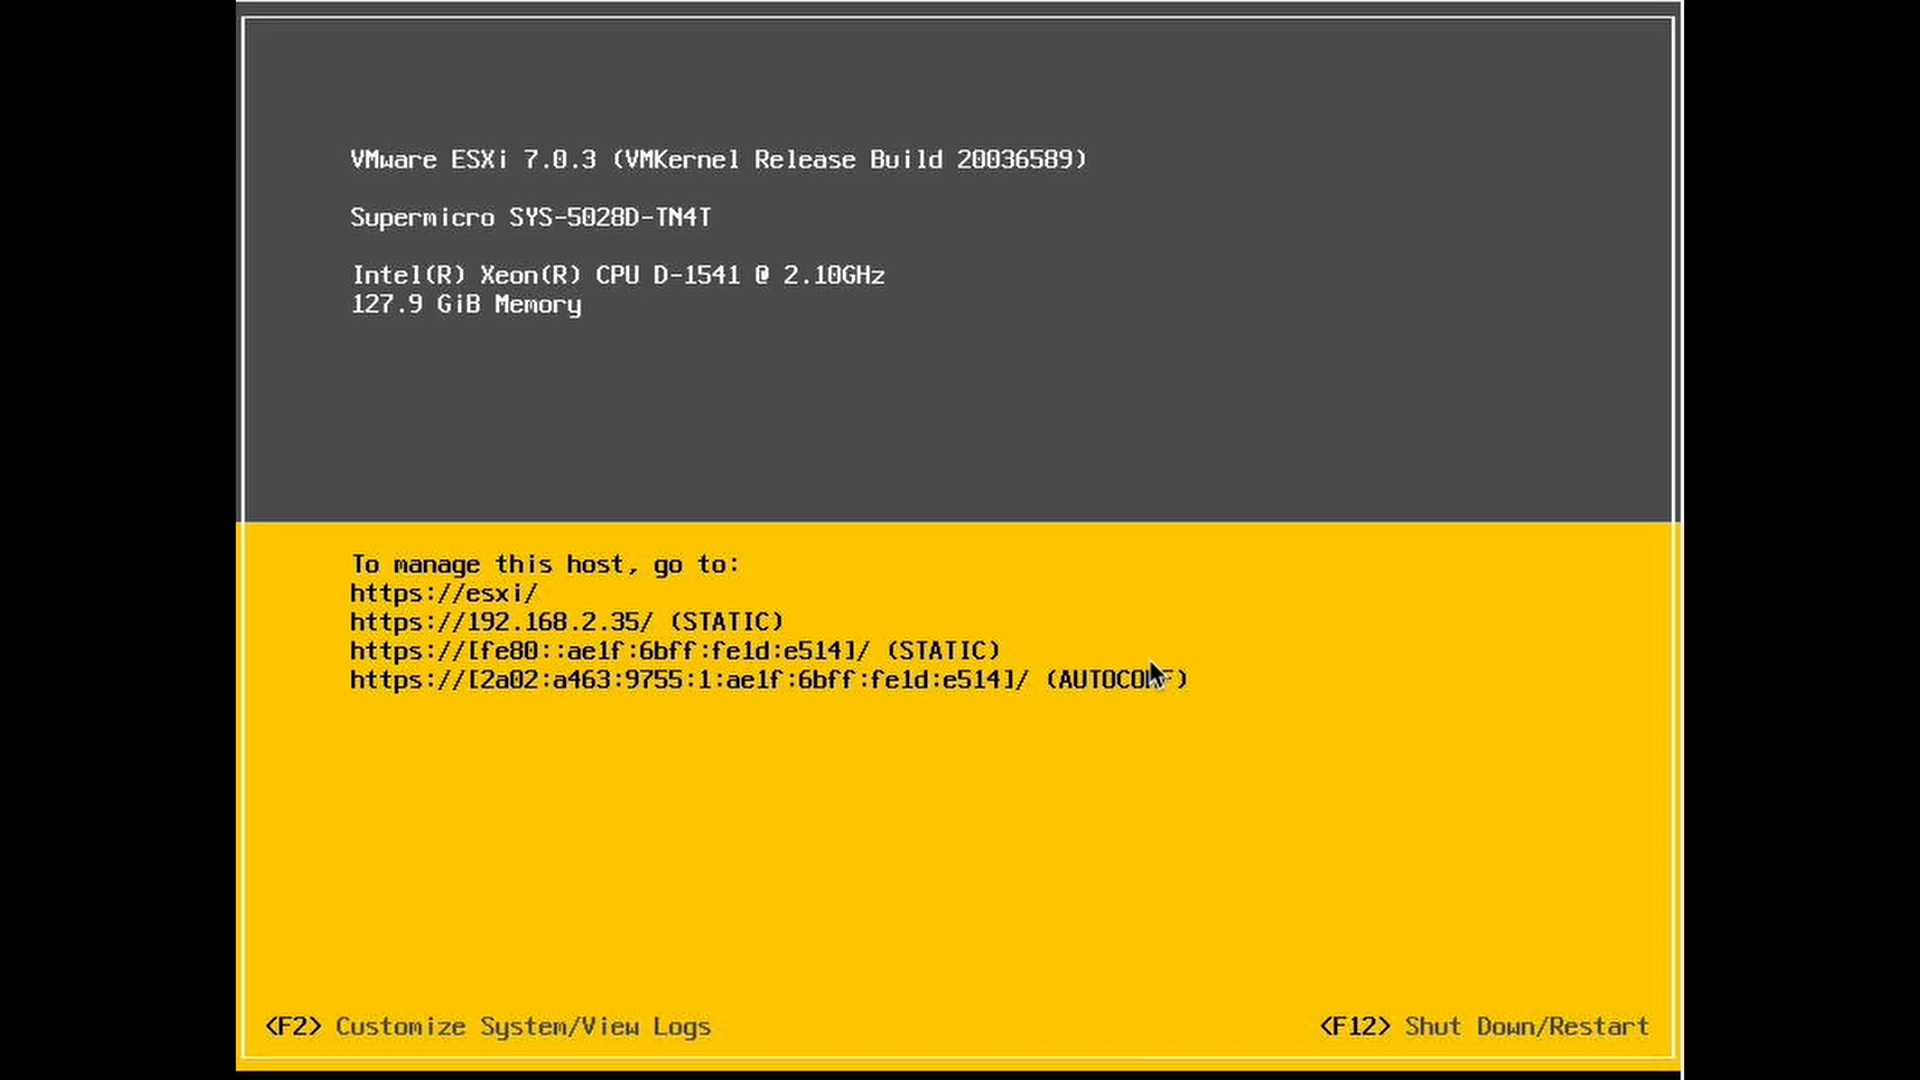 VMware ESXi 7.0.3 (VMKernel Release Build 20036589)
Supermicro SYS-5028D-TN4T
Intel(R) Xeon(R) CPU D-1541 @ 2.10GHz
127.9 GiB Memory
To manage this host, go to:
https://esxi/
https://192.168.2.35/ (STATIC)
https://[fe80::ae1f:6bff:fe1d:e514]/ (STATIC)
https://[2a02:a463:9755:1:ae1f:6bff:fe1d:e514]/ (AUTOCONF)
<F2> Customize System/View Logs
<F12> Shut Down/Restart